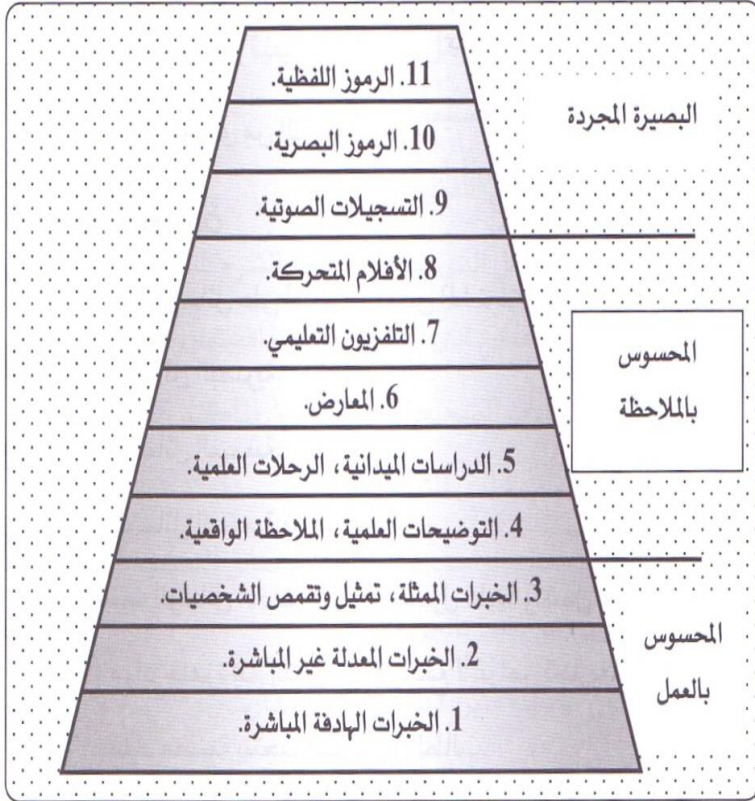 11. الرموز اللفظية.
10. الرموز البصرية.
9. التسجيلات الصوتية.
البصيرة المجردة
8. الأفلام المتحركة.
7. التلفزيون التعليمي.
6. المعارض.
5. الدراسات الميدانية، الرحلات العلمية.
4. التوضيحات العلمية، الملاحظة الواقعية.
المحسوس
بالملاحظة
3. الخبرات الممثلة، تمثيل وتقمص الشخصيات.
2. الخبرات المعدلة غير المباشرة.
1. الخبرات الهادفة المباشرة.
المحسوس
بالعمل